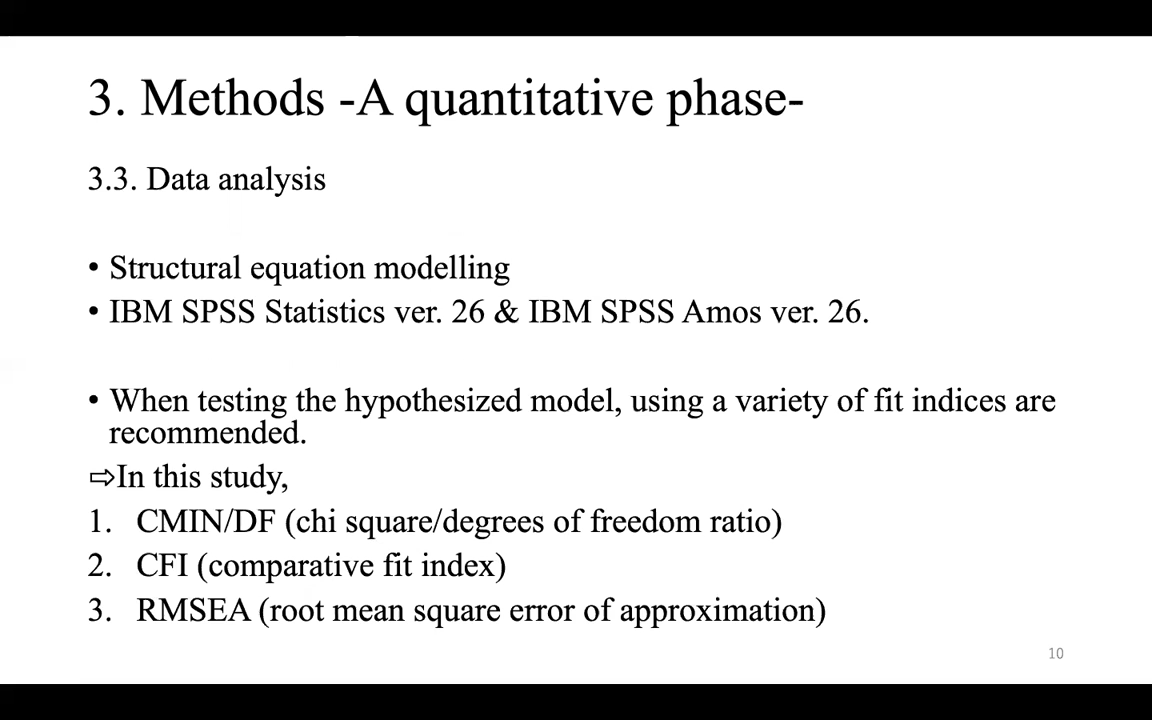 3. Methods -A quantitative phase-
3.3. Data analysis
• Structural equation modelling
• IBM SPSS Statistics ver. 26 & IBM SPSS Amos ver. 26.
• When testing the hypothesized model, using a variety of fit indices are
recommended.
⇨In this study,
1. CMIN/DF (chi square/degrees of freedom ratio)
2. CFI (comparative fit index)
3. RMSEA (root mean square error of approximation)
10